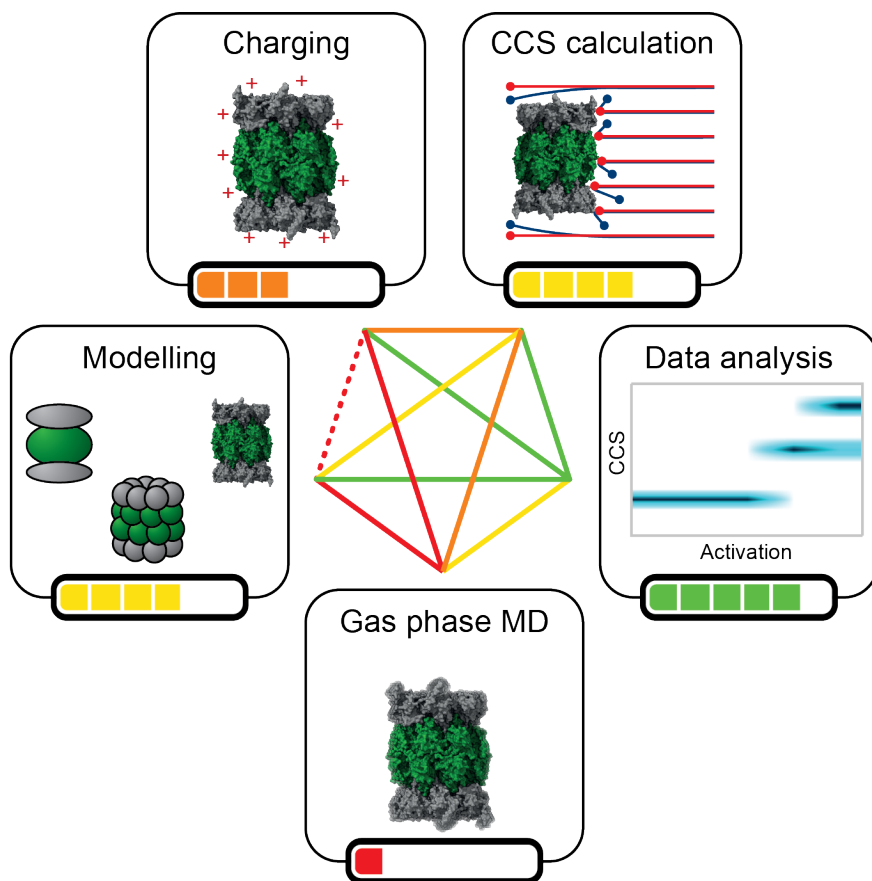 Charging
CCS calculation
+ +
+ +
+ +
+ +
+ + +
Modelling
Data analysis
CCS
Activation
Gas phase MD